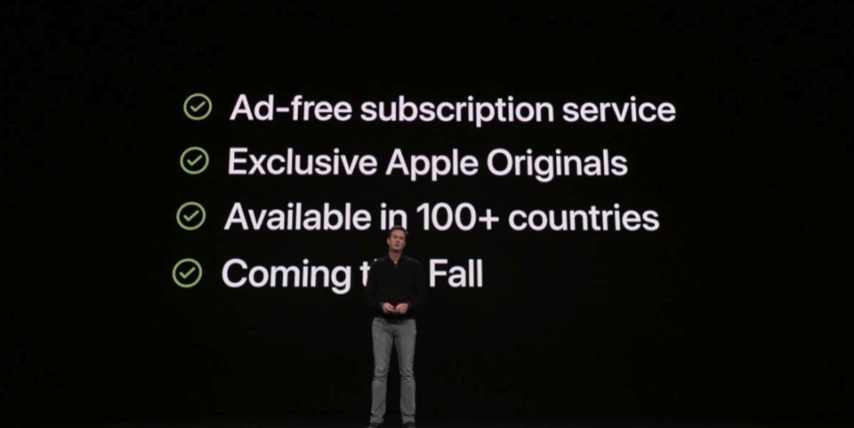 Ad-free subscription service
Exclusive Apple Originals
Available in 100+ countries
Coming Fall